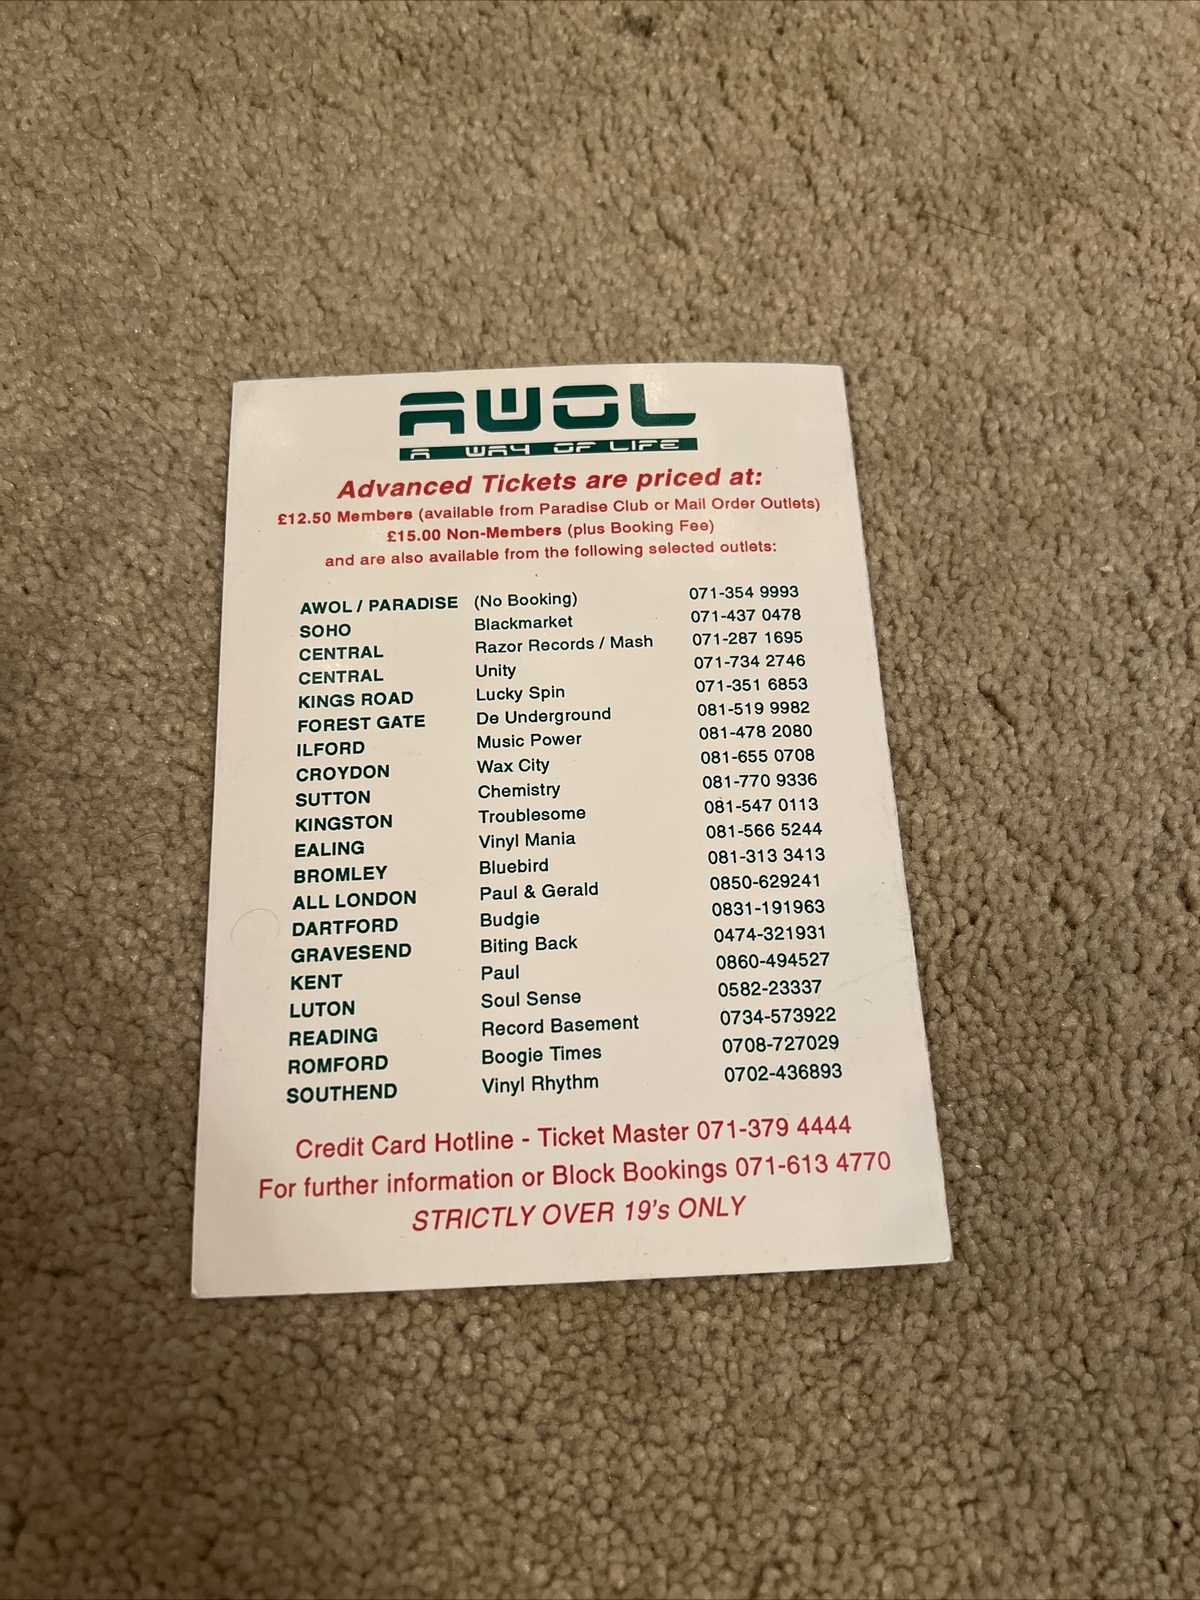 AWOL
A WAY OF LIFE
Advanced Tickets are priced at:
£12.50 Members (available from Paradise Club or Mail Order Outlets)
£15.00 Non-Members (plus Booking Fee)
and are also available from the following selected outlets:
AWOL / PARADISE (No Booking) 071-354 9993
SOHO Blackmarket 071-437 0478
CENTRAL Razor Records / Mash 071-287 1695
CENTRAL Unity 071-734 2746
KINGS ROAD Lucky Spin 071-351 6853
FOREST GATE De Underground 081-519 9982
ILFORD Music Power 081-478 2080
CROYDON Wax City 081-655 0708
SUTTON Chemistry 081-770 9336
KINGSTON Troublesome 081-547 0113
EALING Vinyl Mania 081-566 5244
BROMLEY Bluebird 081-313 3413
ALL LONDON Paul & Gerald 0850-629241
DARTFORD Budgie 0831-191963
GRAVESEND Biting Back 0474-321931
KENT Paul 0860-494527
LUTON Soul Sense 0582-23337
READING Record Basement 0734-573922
ROMFORD Boogie Times 0708-727029
SOUTHEND Vinyl Rhythm 0702-436893
Credit Card Hotline - Ticket Master 071-379 4444
For further information or Block Bookings 071-613 4770
STRICTLY OVER 19's ONLY